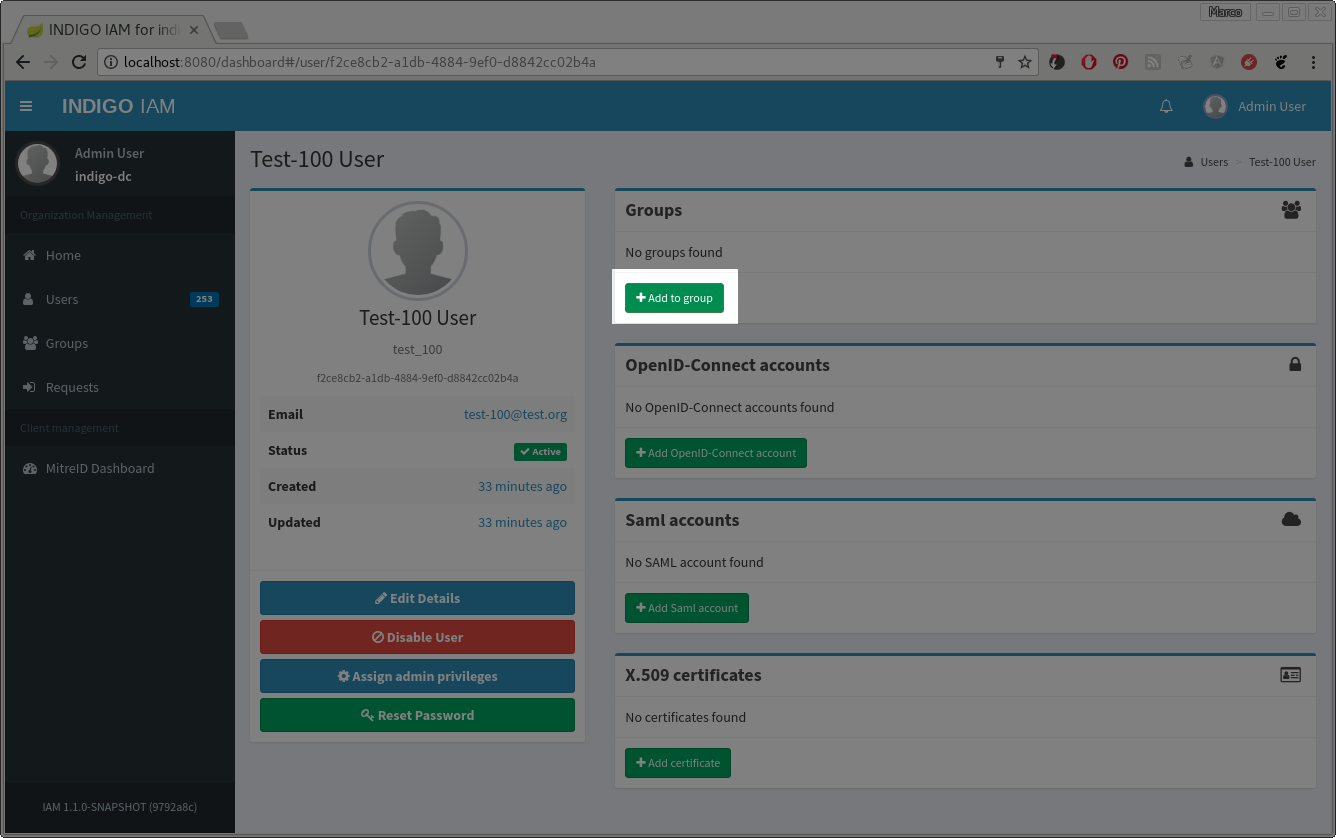 Marco
INDIGO IAM for ind
localhost:8080/dashboard#/user/f2ce8cb2-a1db-4884-9ef0-d8842cc02b4a
INDIGO IAM
Admin User
Admin User
indigo-dc
Organization Management
Home
Users 253
Groups
Requests
Client management
MitreID Dashboard
IAM 1.1.0-SNAPSHOT (9792a8c)
Test-100 User
Users > Test-100 User
Test-100 User
test_100
f2ce8cb2-a1db-4884-9ef0-d8842cc02b4a
Email test-100@test.org
Status Active
Created 33 minutes ago
Updated 33 minutes ago
Edit Details
Disable User
Assign admin privileges
Reset Password
Groups
No groups found
Add to group
OpenID-Connect accounts
No OpenID-Connect accounts found
Add OpenID-Connect account
Saml accounts
No SAML account found
Add Saml account
X.509 certificates
No certificates found
Add certificate